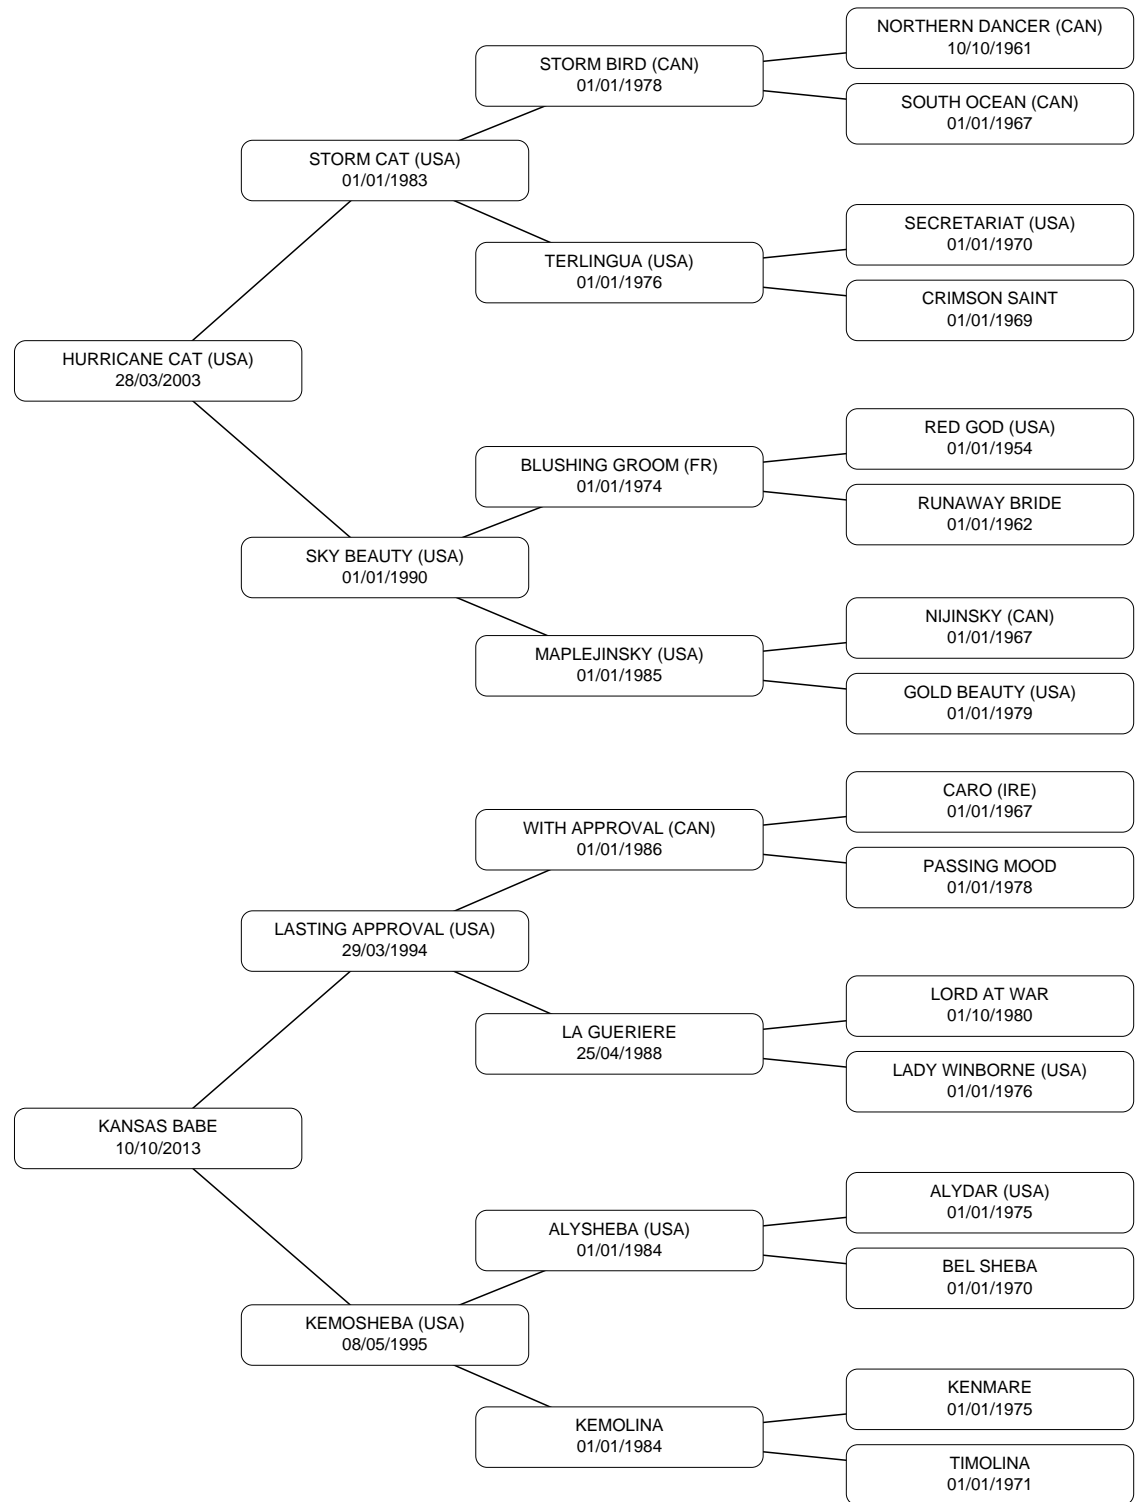 NORTHERN DANCER (CAN)
10/10/1961
STORM BIRD (CAN)
01/01/1978
SOUTH OCEAN (CAN)
01/01/1967
STORM CAT (USA)
01/01/1983
SECRETARIAT (USA)
01/01/1970
TERLINGUA (USA)
01/01/1976
CRIMSON SAINT
01/01/1969
HURRICANE CAT (USA)
28/03/2003
RED GOD (USA)
01/01/1954
BLUSHING GROOM (FR)
01/01/1974
RUNAWAY BRIDE
01/01/1962
SKY BEAUTY (USA)
01/01/1990
NIJINSKY (CAN)
01/01/1967
MAPLEJINSKY (USA)
01/01/1985
GOLD BEAUTY (USA)
01/01/1979
CARO (IRE)
01/01/1967
WITH APPROVAL (CAN)
01/01/1986
PASSING MOOD
01/01/1978
LASTING APPROVAL (USA)
29/03/1994
LORD AT WAR
01/10/1980
LA GUERIERE
25/04/1988
LADY WINBORNE (USA)
01/01/1976
KANSAS BABE
10/10/2013
ALYDAR (USA)
01/01/1975
ALYSHEBA (USA)
01/01/1984
BEL SHEBA
01/01/1970
KEMOSHEBA (USA)
08/05/1995
KENMARE
01/01/1975
KEMOLINA
01/01/1984
TIMOLINA
01/01/1971